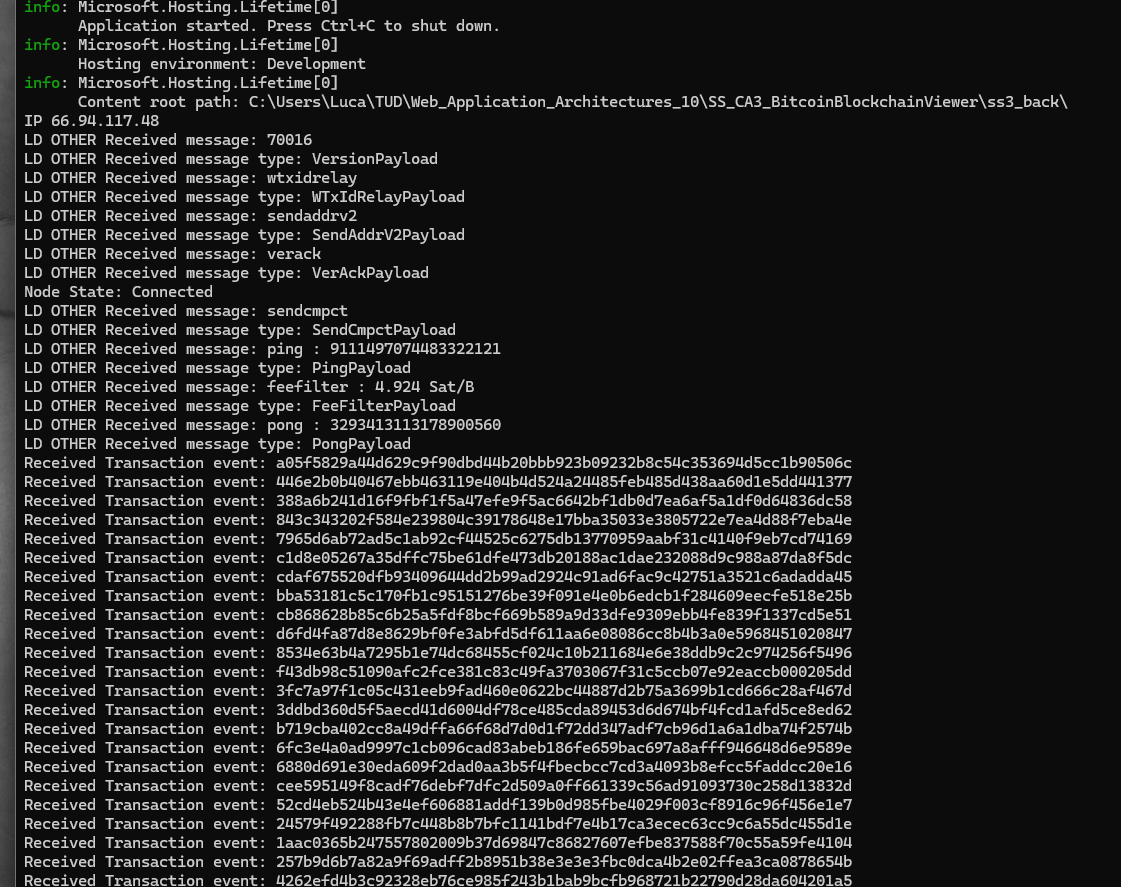 info: Microsoft.Hosting.Lifetime[0]
Application started. Press Ctrl+C to shut down.
info: Microsoft.Hosting.Lifetime[0]
Hosting environment: Development
info: Microsoft.Hosting.Lifetime[0]
Content root path: C:\Users\Luca\TUD\Web_Application_Architectures_10\SS_CA3_BitcoinBlockchainViewer\ss3_back\
IP 66.94.117.48
LD OTHER Received message: 70016
LD OTHER Received message type: VersionPayload
LD OTHER Received message: wtxidrelay
LD OTHER Received message type: WTxIdRelayPayload
LD OTHER Received message: sendaddrv2
LD OTHER Received message type: SendAddrV2Payload
LD OTHER Received message: verack
LD OTHER Received message type: VerAckPayload
Node State: Connected
LD OTHER Received message: sendcmpct
LD OTHER Received message type: SendCmpctPayload
LD OTHER Received message: ping : 9111497074483322121
LD OTHER Received message type: PingPayload
LD OTHER Received message: feefilter : 4.924 Sat/B
LD OTHER Received message type: FeeFilterPayload
LD OTHER Received message: pong : 3293413113178900560
LD OTHER Received message type: PongPayload
Received Transaction event: a05f5829a44d629c9f90dbd44b20bbb923b09232b8c54c353694d5cc1b90506c
Received Transaction event: 446e2b0b40467ebb463119e404b4d524a24485feb485d438aa60d1e5dd441377
Received Transaction event: 388a6b241d16f9fbf1f5a47efe9f5ac6642bf1db0d7ea6af5a1df0d64836dc58
Received Transaction event: 843c343202f584e239804c39178648e17bba35033e3805722e7ea4d88f7eba4e
Received Transaction event: 7965d6ab72ad5c1ab92cf44525c6275db13770959aabf31c4140f9eb7cd74169
Received Transaction event: c1d8e05267a35dffc75be61dfe473db20188ac1dae232088d9c988a87da8f5dc
Received Transaction event: cdaf675520dfb93409644dd2b99ad2924c91ad6fac9c42751a3521c6adadda45
Received Transaction event: bba53181c5c170fb1c95151276be39f091e4e0b6edcb1f284609eecfe518e25b
Received Transaction event: cb868628b85c6b25a5fdf8bcf669b589a9d33dfe9309ebb4fe839f1337cd5e51
Received Transaction event: d6fd4fa87d8e8629bf0fe3abfd5df611aa6e08086cc8b4b3a0e5968451020847
Received Transaction event: 8534e63b4a7295b1e74dc68455cf024c10b211684e6e38ddb9c2c974256f5496
Received Transaction event: f43db98c51090afc2fce381c83c49fa3703067f31c5ccb07e92eaccb000205dd
Received Transaction event: 3fc7a97f1c05c431eeb9fad460e0622bc44887d2b75a3699b1cd666c28af467d
Received Transaction event: 3ddbd360d5f5aecd41d6004df78ce485cda89453d6d674bf4fcd1afd5ce8ed62
Received Transaction event: b719cba402cc8a49dffa66f68d7d0d1f72dd347adf7cb96d1a6a1dba74f2574b
Received Transaction event: 6fc3e4a0ad9997c1cb096cad83abeb186fe659bac697a8afff946648d6e9589e
Received Transaction event: 6880d691e30eda609f2dad0aa3b5f4fbecbcc7cd3a4093b8efcc5faddcc20e16
Received Transaction event: cee595149f8cadf76debf7dfc2d509a0ff661339c56ad91093730c258d13832d
Received Transaction event: 52cd4eb524b43e4ef606881addf139b0d985fbe4029f003cf8916c96f456e1e7
Received Transaction event: 24579f492288fb7c448b8b7bfc1141bdf7e4b17ca3ecec63cc9c6a55dc455d1e
Received Transaction event: 1aac0365b247557802009b37d69847c86827607efbe837588f70c55a59fe4104
Received Transaction event: 257b9d6b7a82a9f69adff2b8951b38e3e3e3fbc0dca4b2e02ffea3ca0878654b
Received Transaction event: 4262efd4b3c92328eb76ce985f243b1bab9bcfb968721b22790d28da604201a5